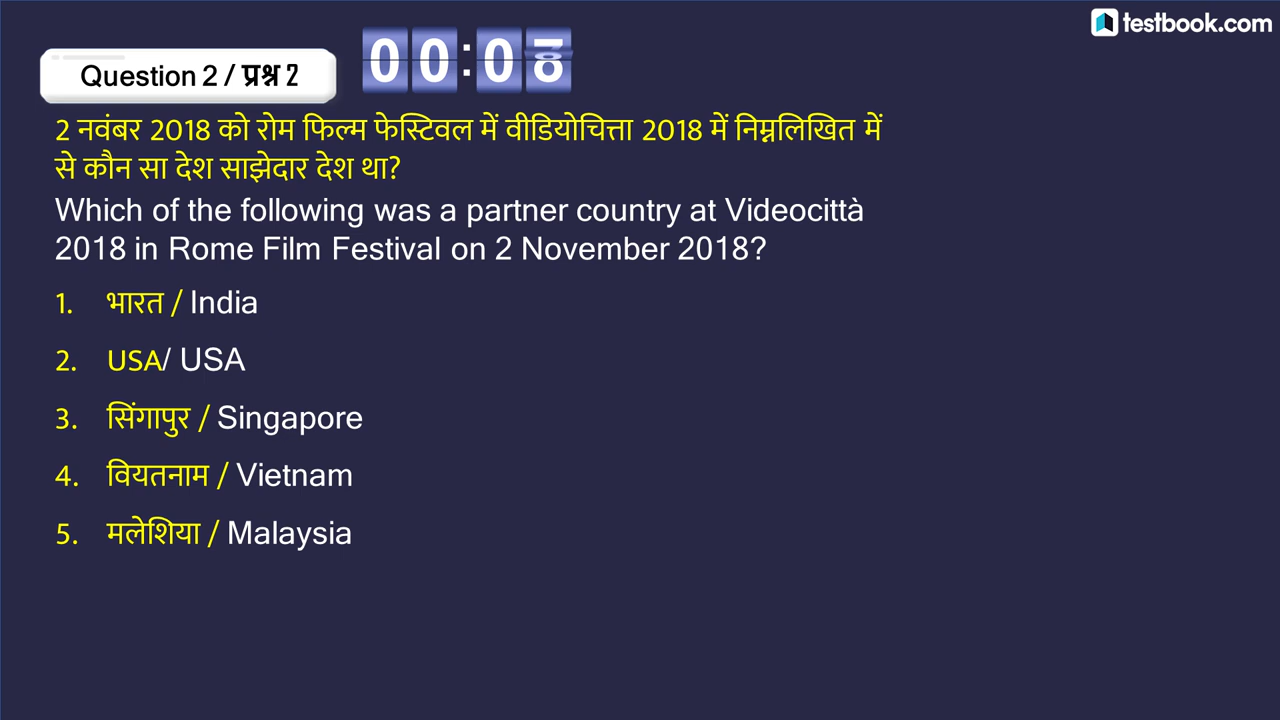 testbook.com
Question 2 / प्रश्न 2
00:08
2 नवंबर 2018 को रोम फिल्म फेस्टिवल में वीडियोचित्ता 2018 में निम्नलिखित में
से कौन सा देश साझेदार देश था?
Which of the following was a partner country at Videocittà
2018 in Rome Film Festival on 2 November 2018?
1. भारत / India
2. USA/ USA
3. सिंगापुर / Singapore
4. वियतनाम / Vietnam
5. मलेशिया / Malaysia